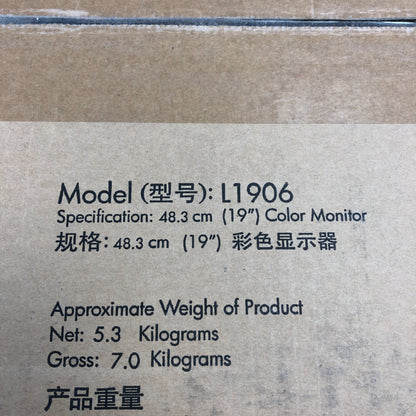 Model (型号): L1906
Specification: 48.3 cm (19") Color Monitor
规格: 48.3 cm (19") 彩色显示器
Approximate Weight of Product
Net: 5.3 Kilograms
Gross: 7.0 Kilograms
产品重量